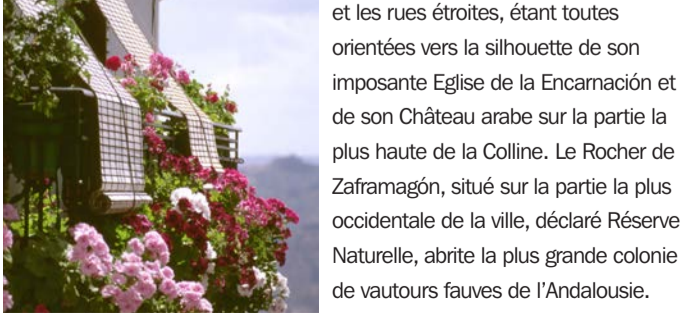 et les rues étroites, étant toutes
orientées vers la silhouette de son
imposante Eglise de la Encarnación et
de son Château arabe sur la partie la
plus haute de la Colline. Le Rocher de
Zaframagón, situé sur la partie la plus
occidentale de la ville, déclaré Réserve
Naturelle, abrite la plus grande colonie
de vautours fauves de l'Andalousie.